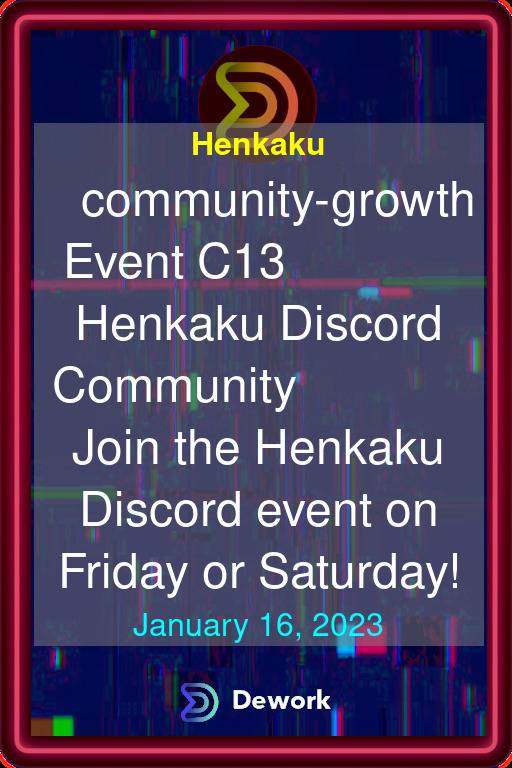 Henkaku
community-growth
Event C13
Henkaku Discord
Community
Join the Henkaku
Discord event on
Friday or Saturday!
January 16, 2023
Dework